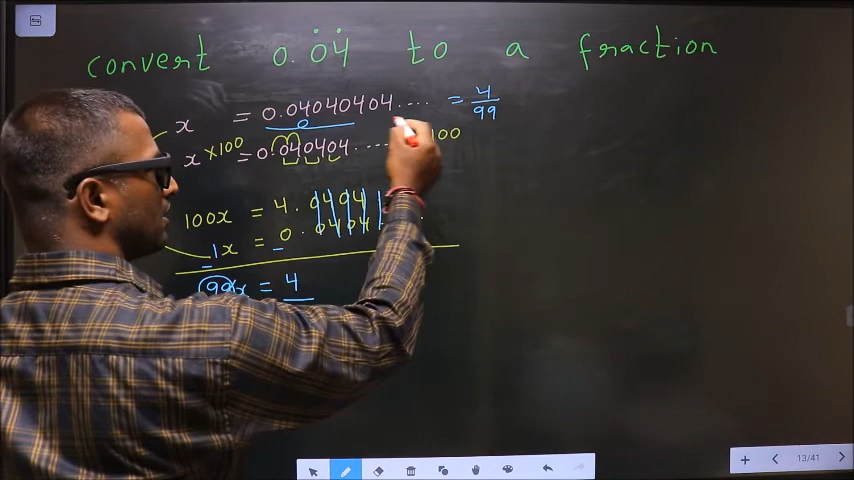 convert 0.0̇4̇ to a fraction
x = 0.04040404.... = 4/99
x ×100 = 0.040404..... 100
100x = 4.0404
1x = 0.0404
99x = 4
13/41